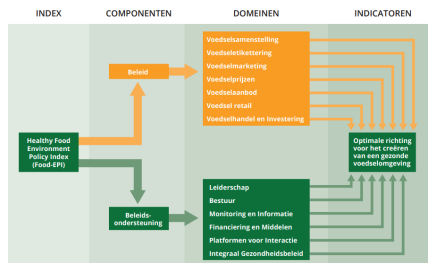 INDEX
COMPONENTEN
DOMEINEN
INDICATOREN
Healthy Food
Environment
Policy Index
(Food-EPI)
Beleid
Beleids-
ondersteuning
Voedselsamenstelling
Voedseletikettering
Voedselmarketing
Voedselprijzen
Voedselaanbod
Voedsel retail
Voedselhandel en Investering
Leiderschap
Bestuur
Monitoring en Informatie
Financiering en Middelen
Platformen voor Interactie
Integraal Gezondheidsbeleid
Optimale richting
voor het creëren
van een gezonde
voedselomgeving